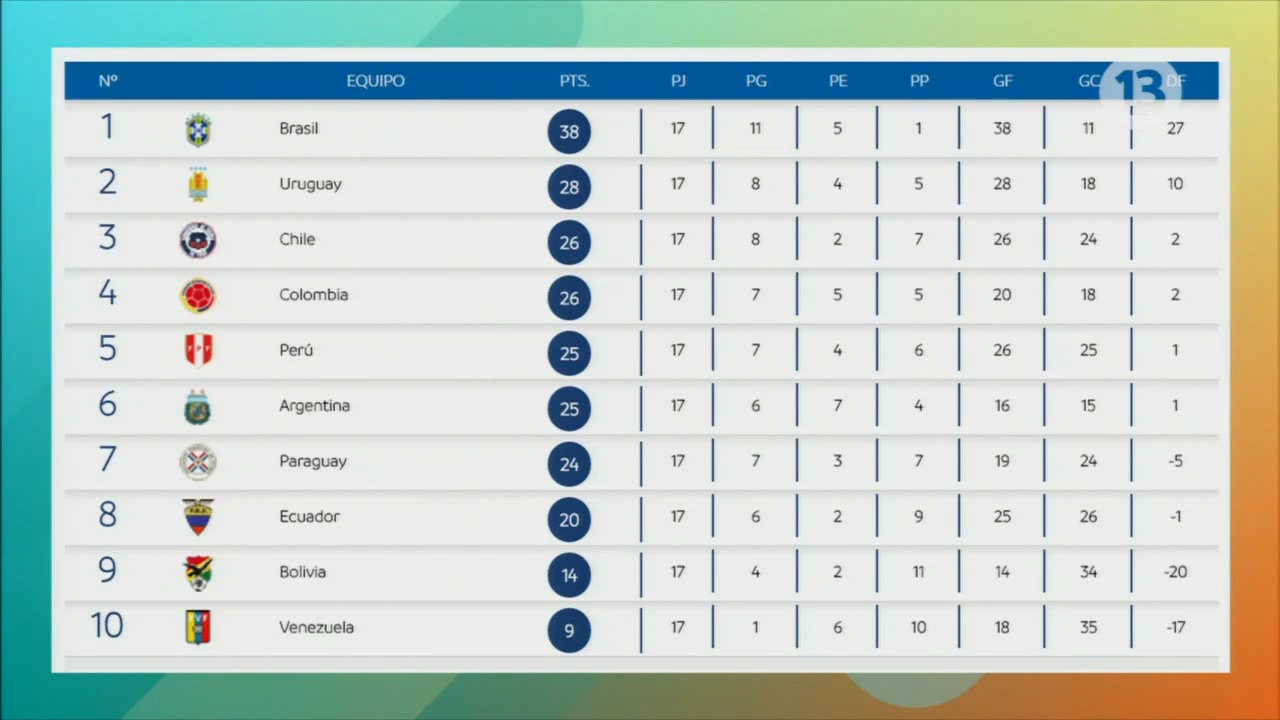 Nº EQUIPO PTS. PJ PG PE PP GF GC DF
13
1 Brasil 38 17 11 5 1 38 11 27
2 Uruguay 28 17 8 4 5 28 18 10
3 Chile 26 17 8 2 7 26 24 2
4 Colombia 26 17 7 5 5 20 18 2
5 Perú 25 17 7 4 6 26 25 1
6 Argentina 25 17 6 7 4 16 15 1
7 Paraguay 24 17 7 3 7 19 24 -5
8 Ecuador 20 17 6 2 9 25 26 -1
9 Bolivia 14 17 4 2 11 14 34 -20
10 Venezuela 9 17 1 6 10 18 35 -17